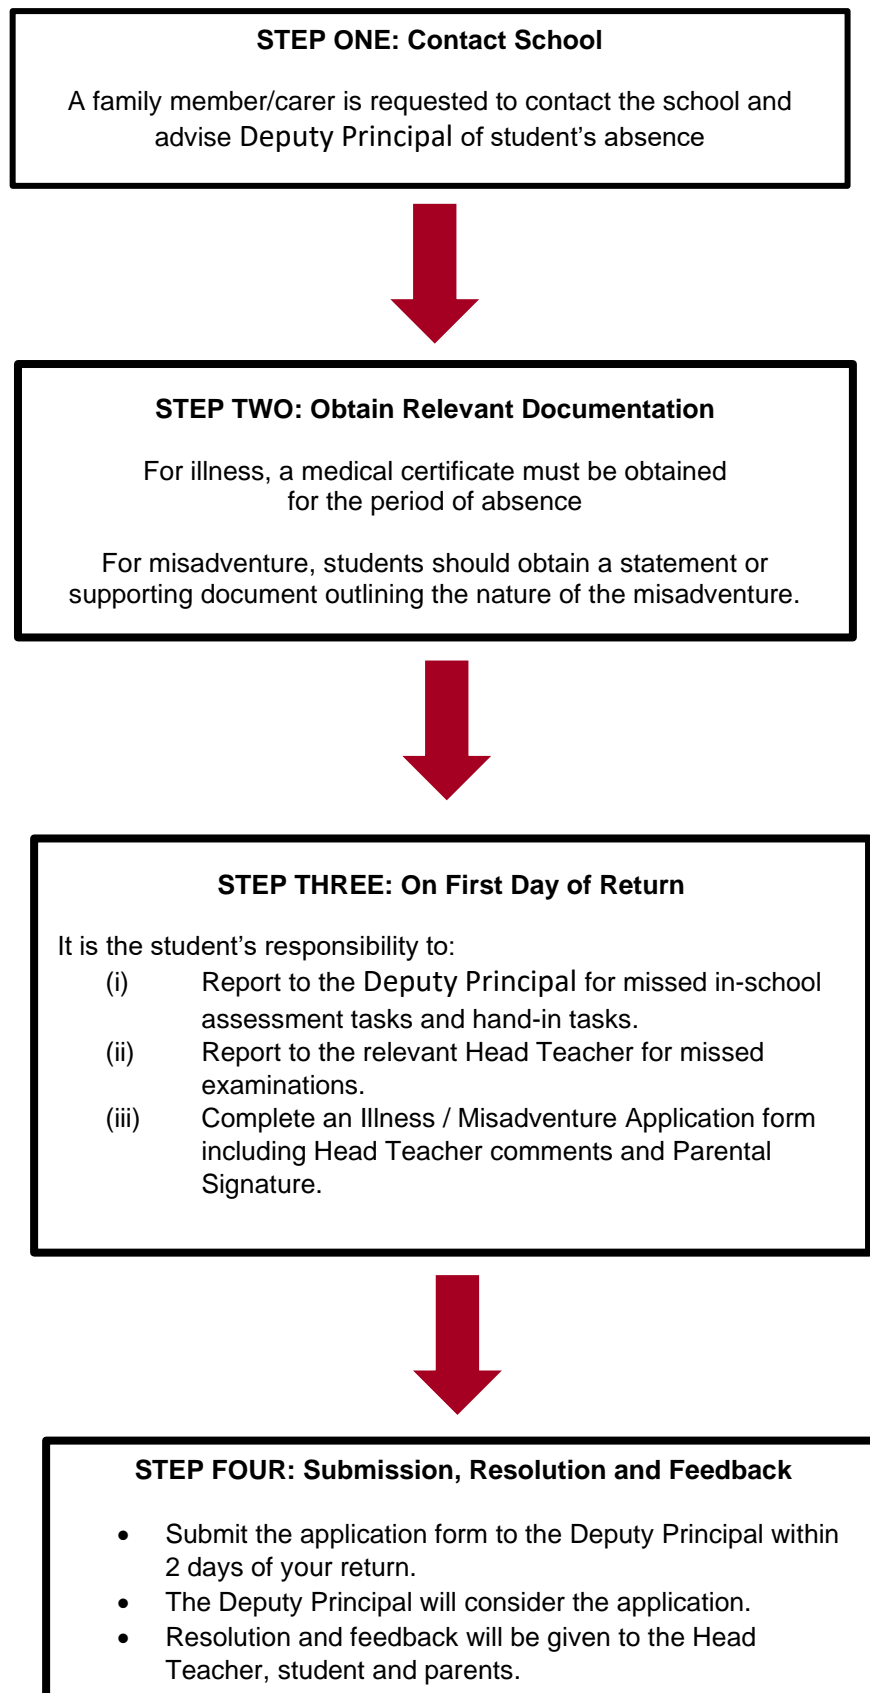 STEP ONE: Contact School
A family member/carer is requested to contact the school and
advise Deputy Principal of student’s absence
STEP TWO: Obtain Relevant Documentation
For illness, a medical certificate must be obtained
for the period of absence
For misadventure, students should obtain a statement or
supporting document outlining the nature of the misadventure.
STEP THREE: On First Day of Return
It is the student’s responsibility to:
(i) Report to the Deputy Principal for missed in-school
assessment tasks and hand-in tasks.
(ii) Report to the relevant Head Teacher for missed
examinations.
(iii) Complete an Illness / Misadventure Application form
including Head Teacher comments and Parental
Signature.
STEP FOUR: Submission, Resolution and Feedback
• Submit the application form to the Deputy Principal within
2 days of your return.
• The Deputy Principal will consider the application.
• Resolution and feedback will be given to the Head
Teacher, student and parents.